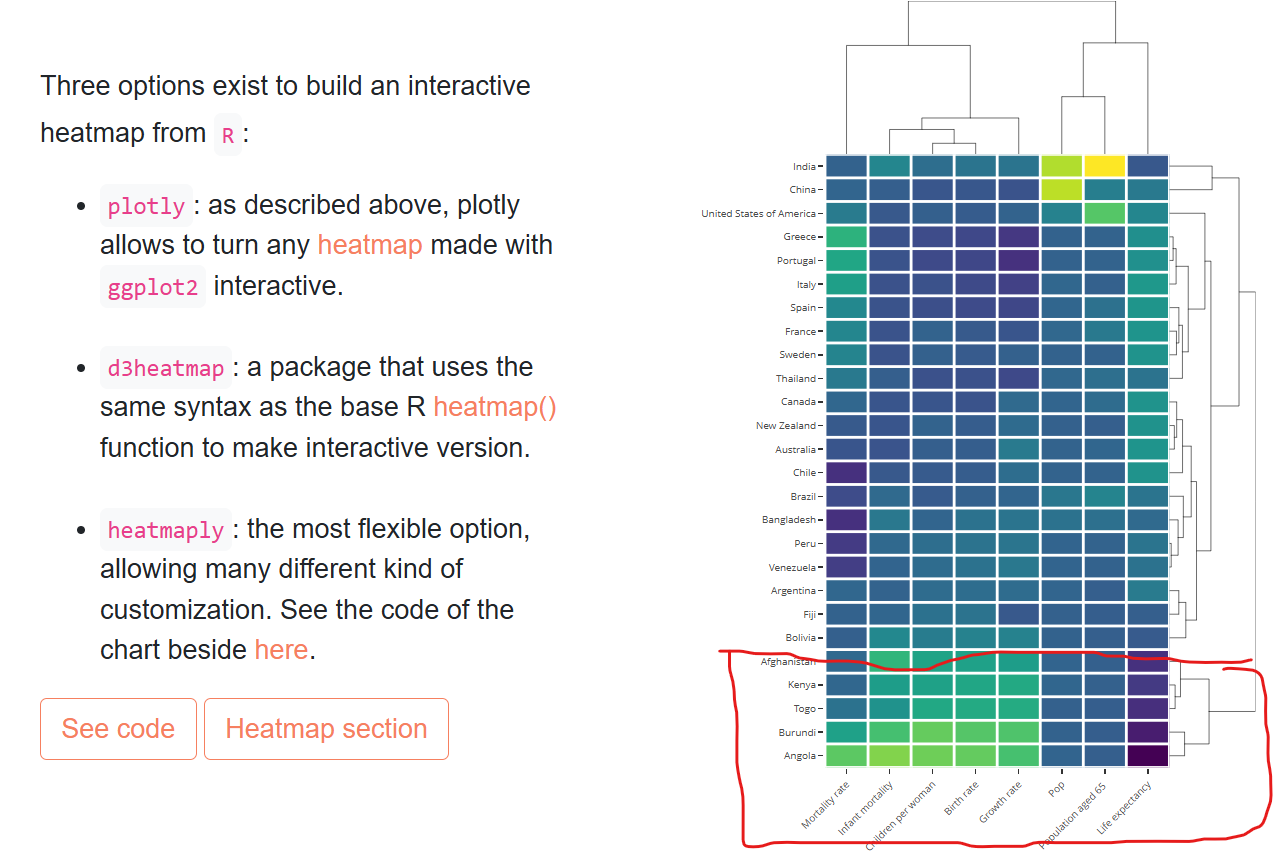 Three options exist to build an interactive
heatmap from R :
• plotly : as described above, plotly
allows to turn any heatmap made with
ggplot2 interactive.
• d3heatmap : a package that uses the
same syntax as the base R heatmap()
function to make interactive version.
• heatmaply : the most flexible option,
allowing many different kind of
customization. See the code of the
chart beside here.
See code
Heatmap section
India
China
United States of America
Greece
Portugal
Italy
Spain
France
Sweden
Thailand
Canada
New Zealand
Australia
Chile
Brazil
Bangladesh
Peru
Venezuela
Argentina
Fiji
Bolivia
Afghanistan
Kenya
Togo
Burundi
Angola
Mortality rate
Infant mortality
Children per woman
Birth rate
Growth rate
Pop
Population aged 65
Life expectancy